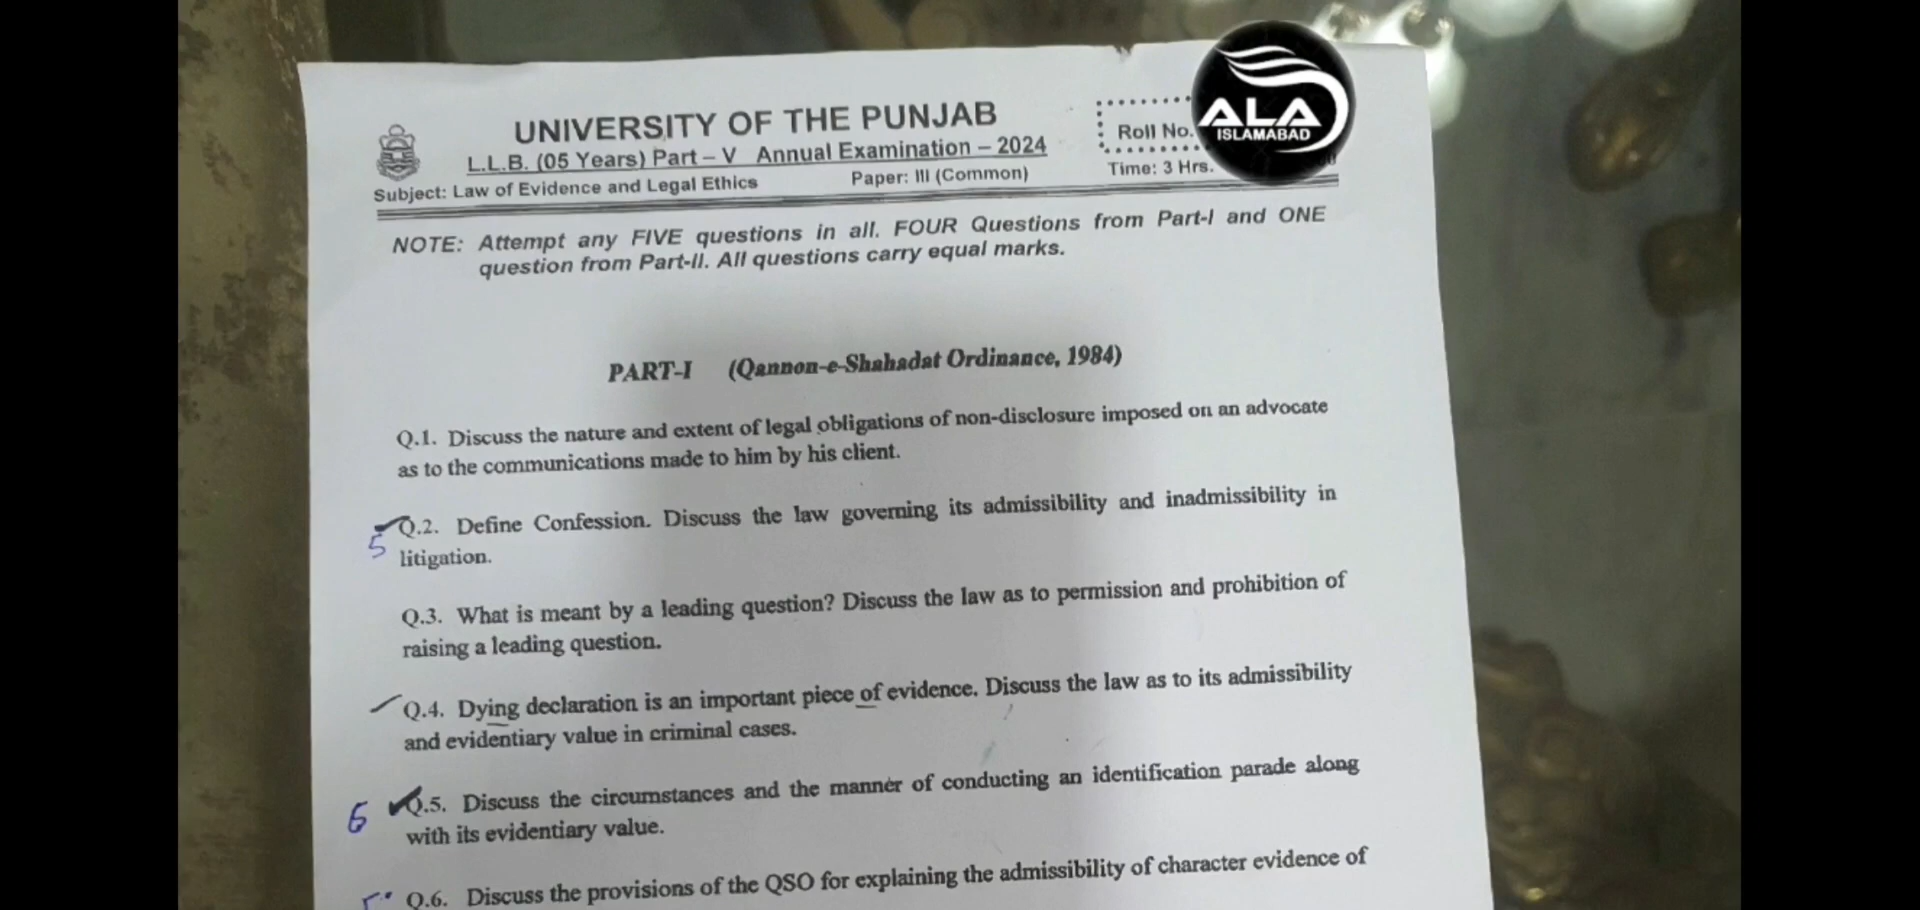 UNIVERSITY OF THE PUNJAB
L.L.B. (05 Years) Part – V Annual Examination – 2024
Subject: Law of Evidence and Legal Ethics Paper: III (Common)
Roll No.
Time: 3 Hrs.
ALA
ISLAMABAD
NOTE: Attempt any FIVE questions in all. FOUR Questions from Part-I and ONE
question from Part-II. All questions carry equal marks.
PART-I (Qannon-e-Shahadat Ordinance, 1984)
Q.1. Discuss the nature and extent of legal obligations of non-disclosure imposed on an advocate
as to the communications made to him by his client.
Q.2. Define Confession. Discuss the law governing its admissibility and inadmissibility in
5 litigation.
Q.3. What is meant by a leading question? Discuss the law as to permission and prohibition of
raising a leading question.
Q.4. Dying declaration is an important piece of evidence. Discuss the law as to its admissibility
and evidentiary value in criminal cases.
6 Q.5. Discuss the circumstances and the manner of conducting an identification parade along
with its evidentiary value.
Q.6. Discuss the provisions of the QSO for explaining the admissibility of character evidence of